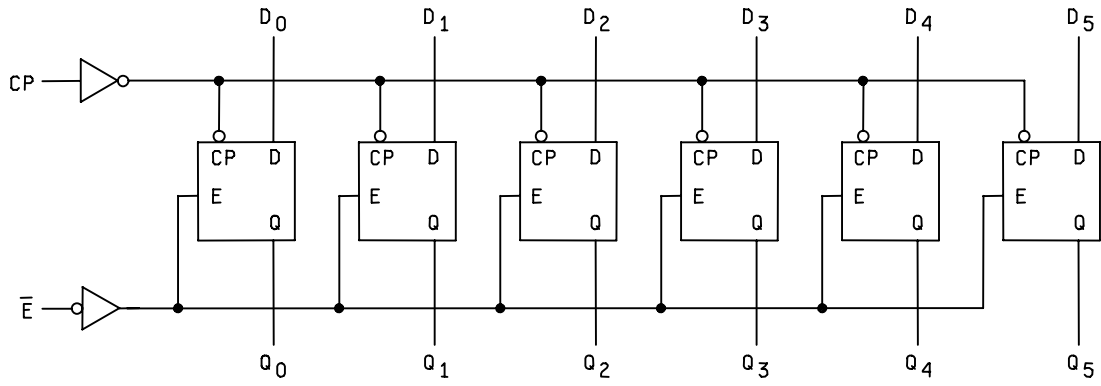 D0 D1 D2 D3 D4 D5
CP
CP D CP D CP D CP D CP D CP D
E E E E E E
Q Q Q Q Q Q
E̅
Q0 Q1 Q2 Q3 Q4 Q5